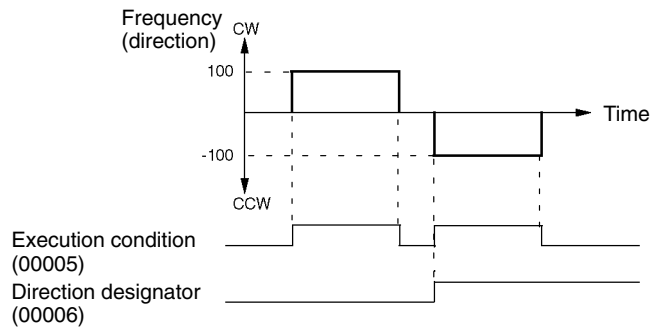 Frequency
(direction)
CW
100
Time
-100
CCW
Execution condition
(00005)
Direction designator
(00006)